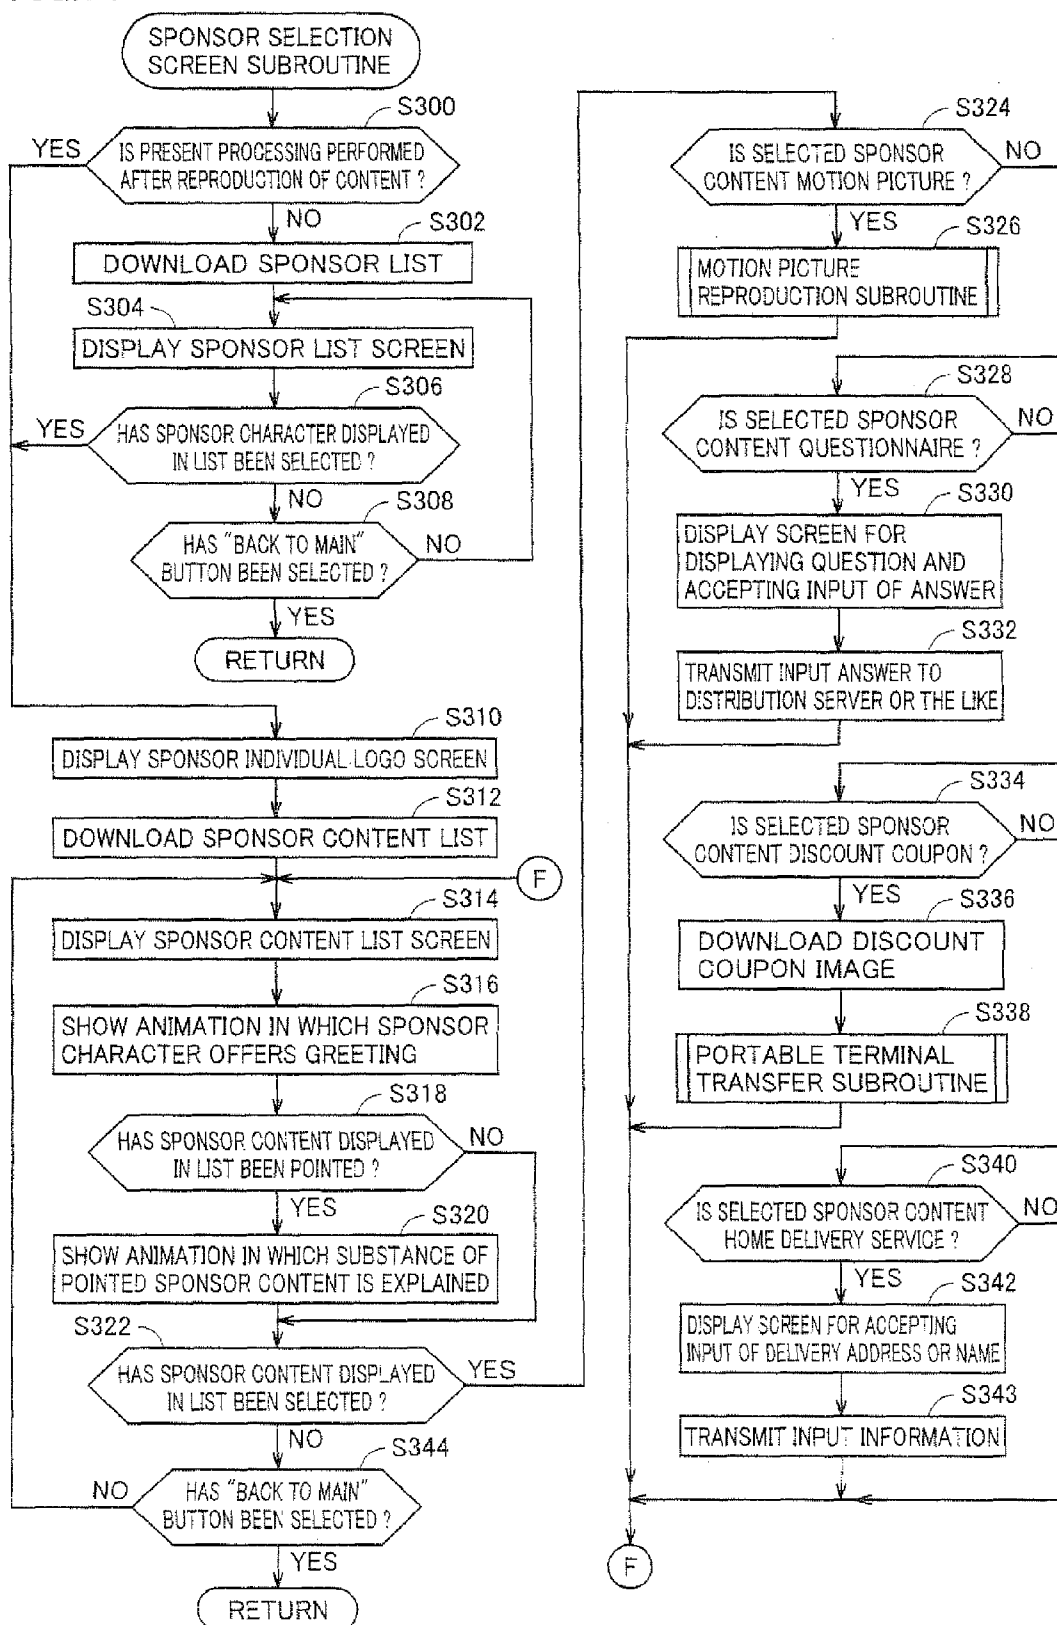 SPONSOR SELECTION
SCREEN SUBROUTINE
S300
YES
IS PRESENT PROCESSING PERFORMED
AFTER REPRODUCTION OF CONTENT ?
NO
S302
DOWNLOAD SPONSOR LIST
S304
DISPLAY SPONSOR LIST SCREEN
S306
YES
HAS SPONSOR CHARACTER DISPLAYED
IN LIST BEEN SELECTED ?
NO
S308
HAS "BACK TO MAIN"
BUTTON BEEN SELECTED ?
NO
YES
RETURN
S310
DISPLAY SPONSOR INDIVIDUAL LOGO SCREEN
S312
DOWNLOAD SPONSOR CONTENT LIST
F
S314
DISPLAY SPONSOR CONTENT LIST SCREEN
S316
SHOW ANIMATION IN WHICH SPONSOR
CHARACTER OFFERS GREETING
S318
HAS SPONSOR CONTENT DISPLAYED
IN LIST BEEN POINTED ?
NO
YES
S320
SHOW ANIMATION IN WHICH SUBSTANCE OF
POINTED SPONSOR CONTENT IS EXPLAINED
S322
HAS SPONSOR CONTENT DISPLAYED
IN LIST BEEN SELECTED ?
YES
NO
S344
NO
HAS "BACK TO MAIN"
BUTTON BEEN SELECTED ?
YES
RETURN
S324
IS SELECTED SPONSOR
CONTENT MOTION PICTURE ?
NO
YES
S326
MOTION PICTURE
REPRODUCTION SUBROUTINE
S328
IS SELECTED SPONSOR
CONTENT QUESTIONNAIRE ?
NO
YES
S330
DISPLAY SCREEN FOR
DISPLAYING QUESTION AND
ACCEPTING INPUT OF ANSWER
S332
TRANSMIT INPUT ANSWER TO
DISTRIBUTION SERVER OR THE LIKE
S334
IS SELECTED SPONSOR
CONTENT DISCOUNT COUPON ?
NO
YES
S336
DOWNLOAD DISCOUNT
COUPON IMAGE
S338
PORTABLE TERMINAL
TRANSFER SUBROUTINE
S340
IS SELECTED SPONSOR CONTENT
HOME DELIVERY SERVICE ?
NO
YES
S342
DISPLAY SCREEN FOR ACCEPTING
INPUT OF DELIVERY ADDRESS OR NAME
S343
TRANSMIT INPUT INFORMATION
F